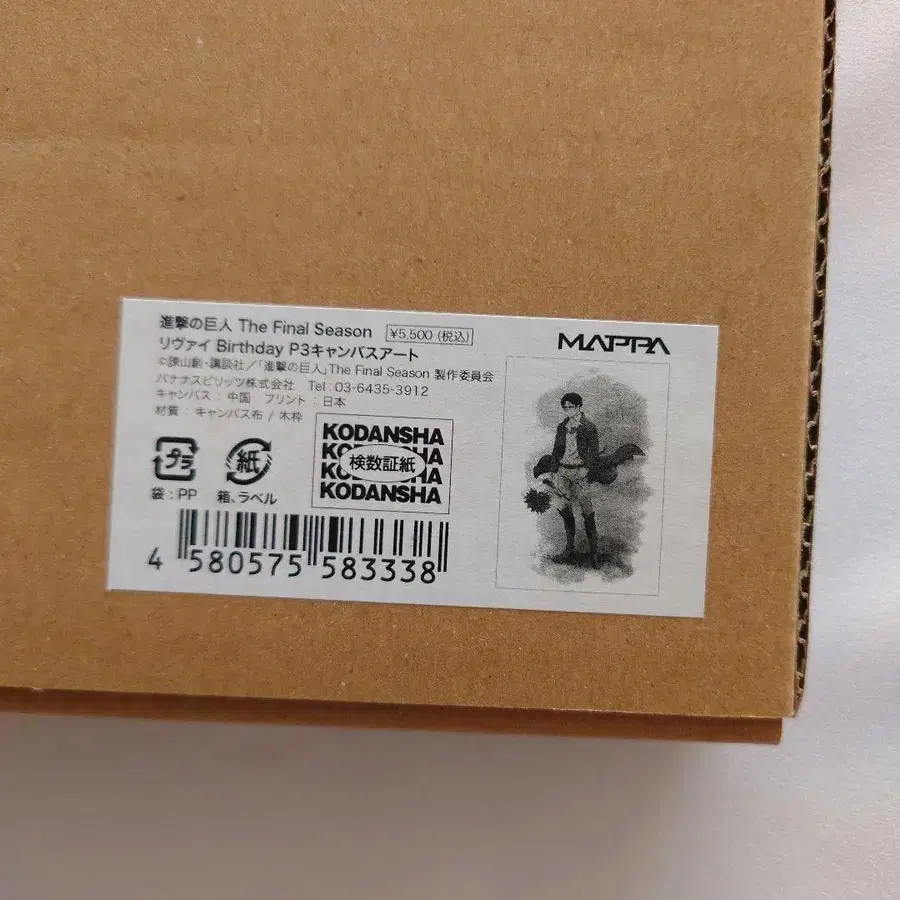 進撃の巨人 The Final Season ¥5,500 (税込)
リヴァイ Birthday P3キャンバスアート
©諫山創・講談社／「進撃の巨人」The Final Season 製作委員会
バナナスピリッツ株式会社 Tel：03-6435-3912
キャンバス：中国 プリント：日本
材質：キャンバス布 / 木枠
プラ
袋：PP
紙
箱、ラベル
KODANSHA
KODANSHA
検数証紙
KODANSHA
KODANSHA
4 580575 583338
MAPPA